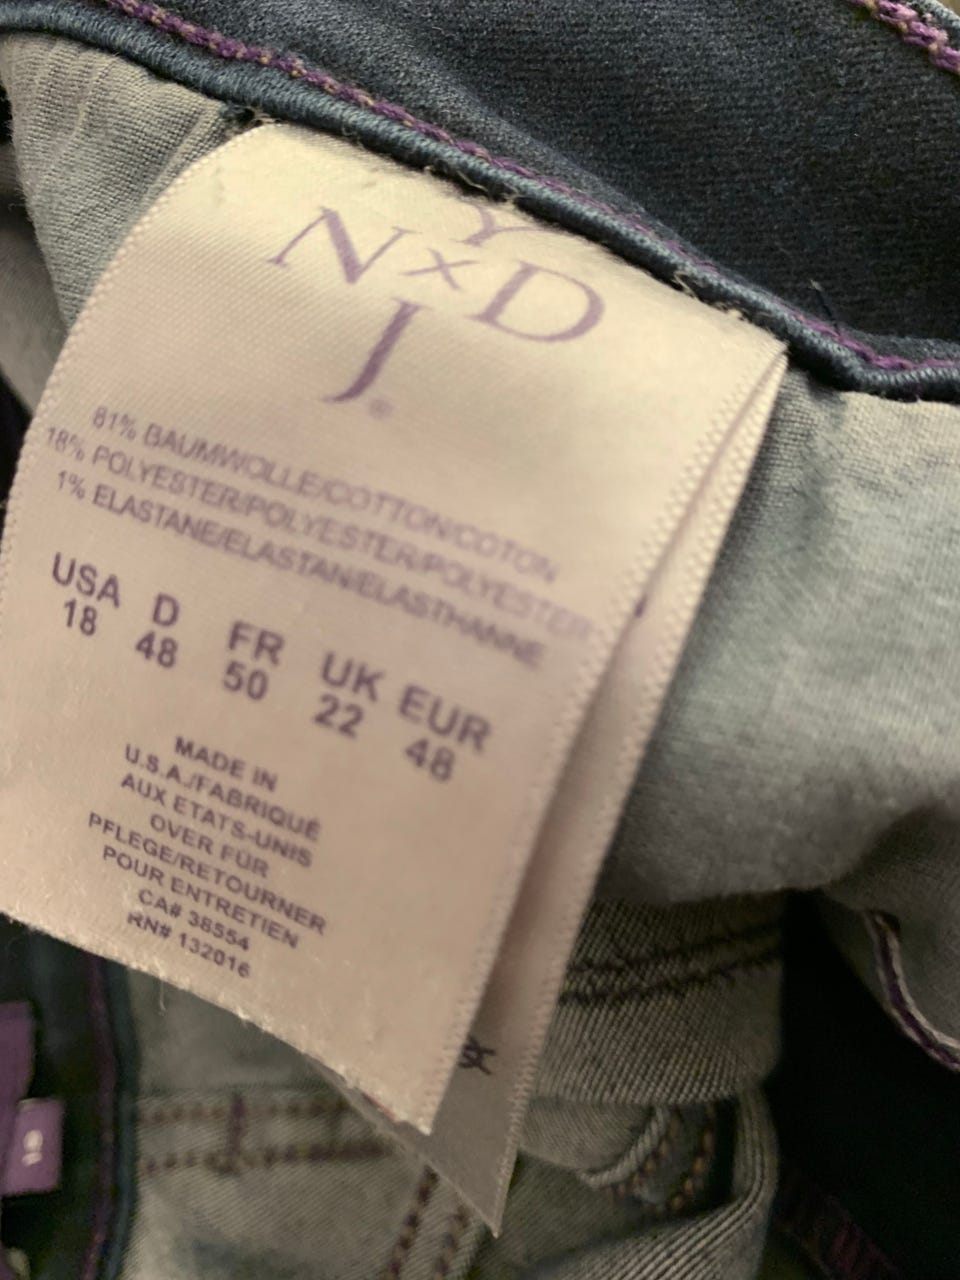 Y
N×D
J®
81% BAUMWOLLE/COTTON/COTON
18% POLYESTER/POLYESTER/POLYESTER
1% ELASTANE/ELASTAN/ELASTHANNE
USA D FR UK EUR
18 48 50 22 48
MADE IN
U.S.A./FABRIQUÉ
AUX ETATS-UNIS
OVER FÜR
PFLEGE/RETOURNER
POUR ENTRETIEN
CA# 38554
RN# 132016